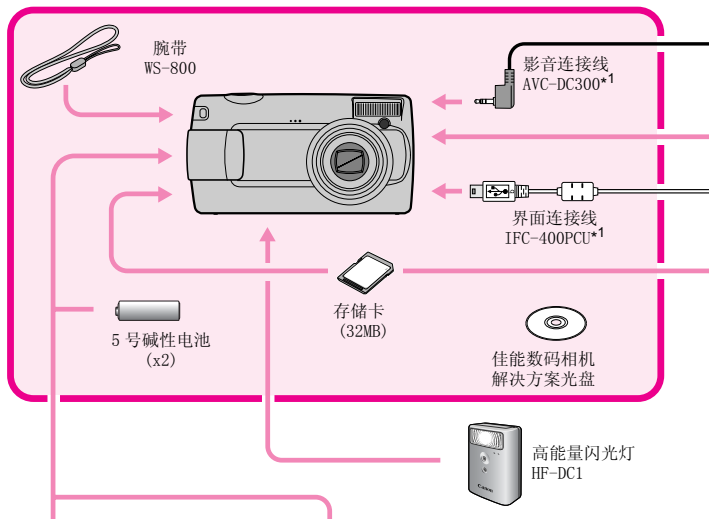 腕带
WS-800
影音连接线
AVC-DC300*1
界面连接线
IFC-400PCU*1
存储卡
(32MB)
5 号碱性电池
(x2)
佳能数码相机
解决方案光盘
高能量闪光灯
HF-DC1
Canon